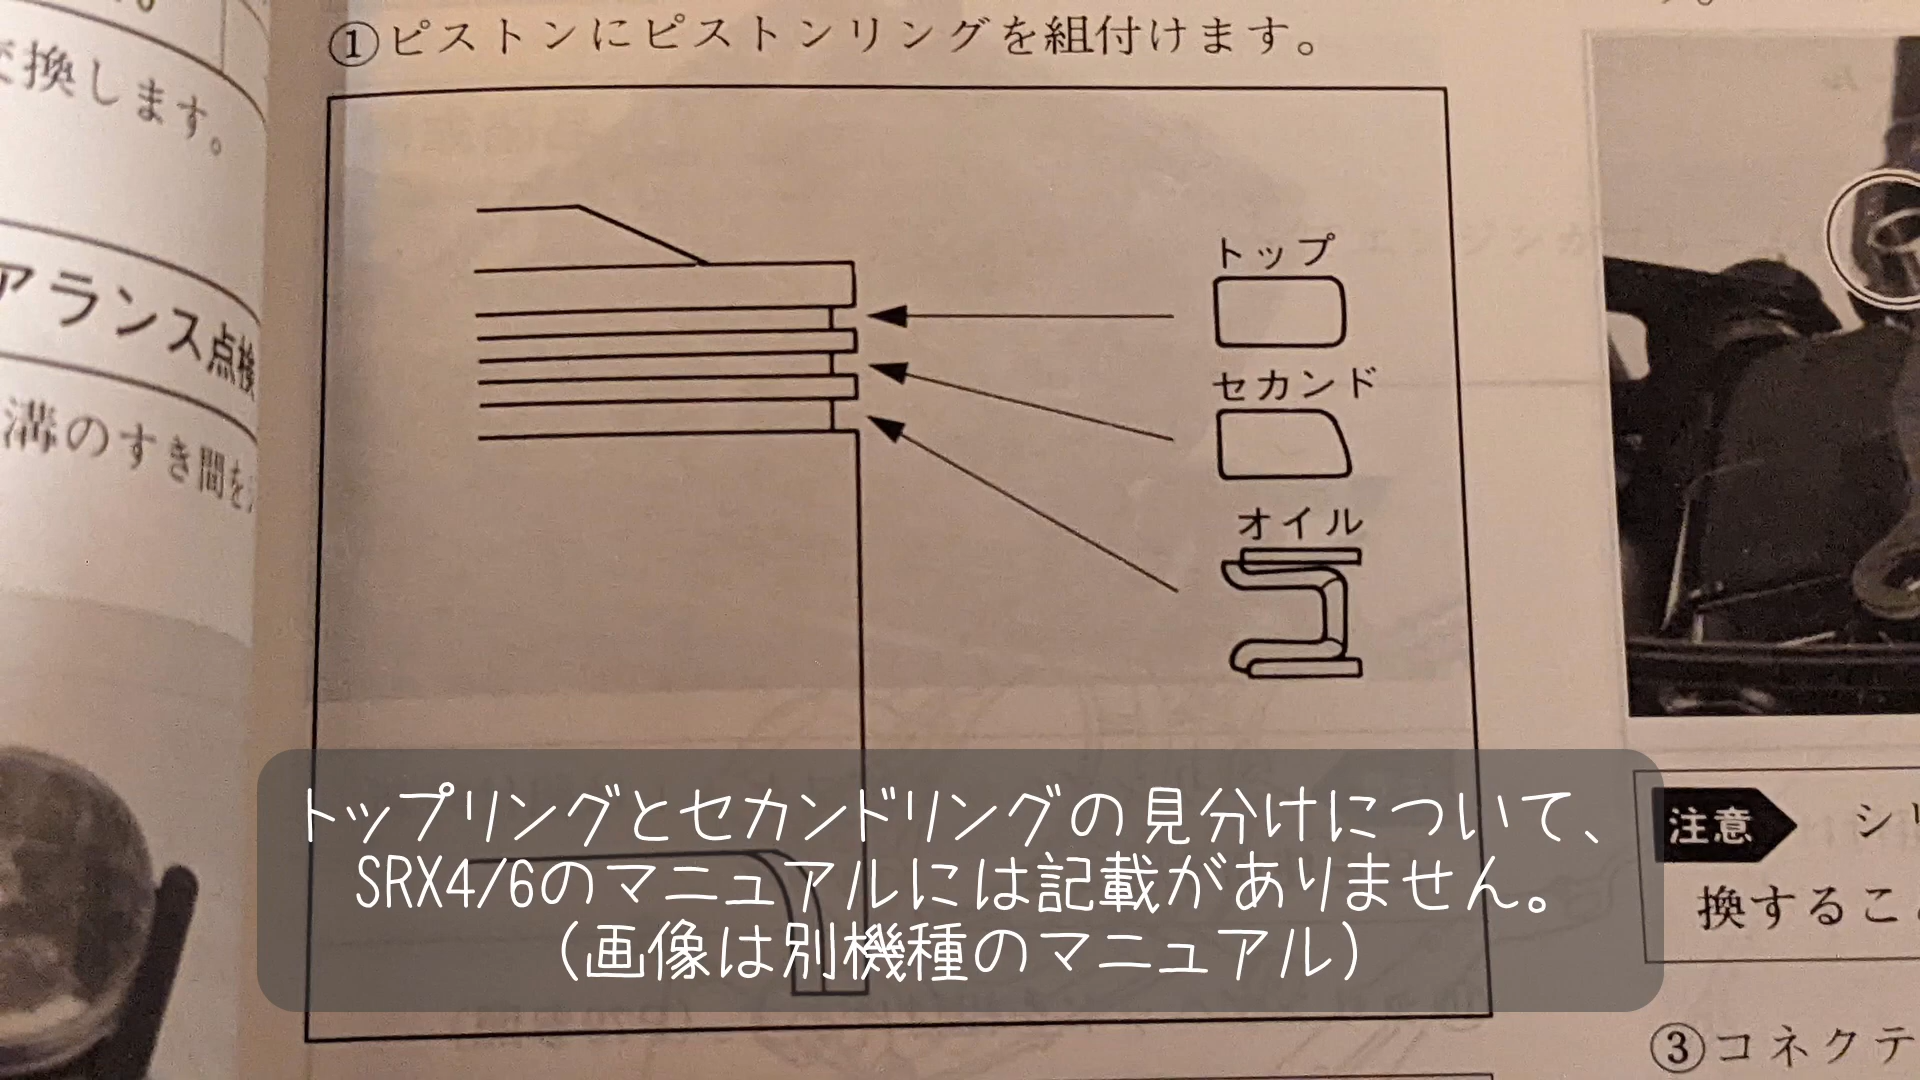 ①ピストンにピストンリングを組付けます。
換します。
アランス点検
溝のすき間を
トップ
セカンド
オイル
トップリングとセカンドリングの見分けについて、
SRX4/6のマニュアルには記載がありません。
（画像は別機種のマニュアル）
注意 シリ
換するこ
③コネクテ